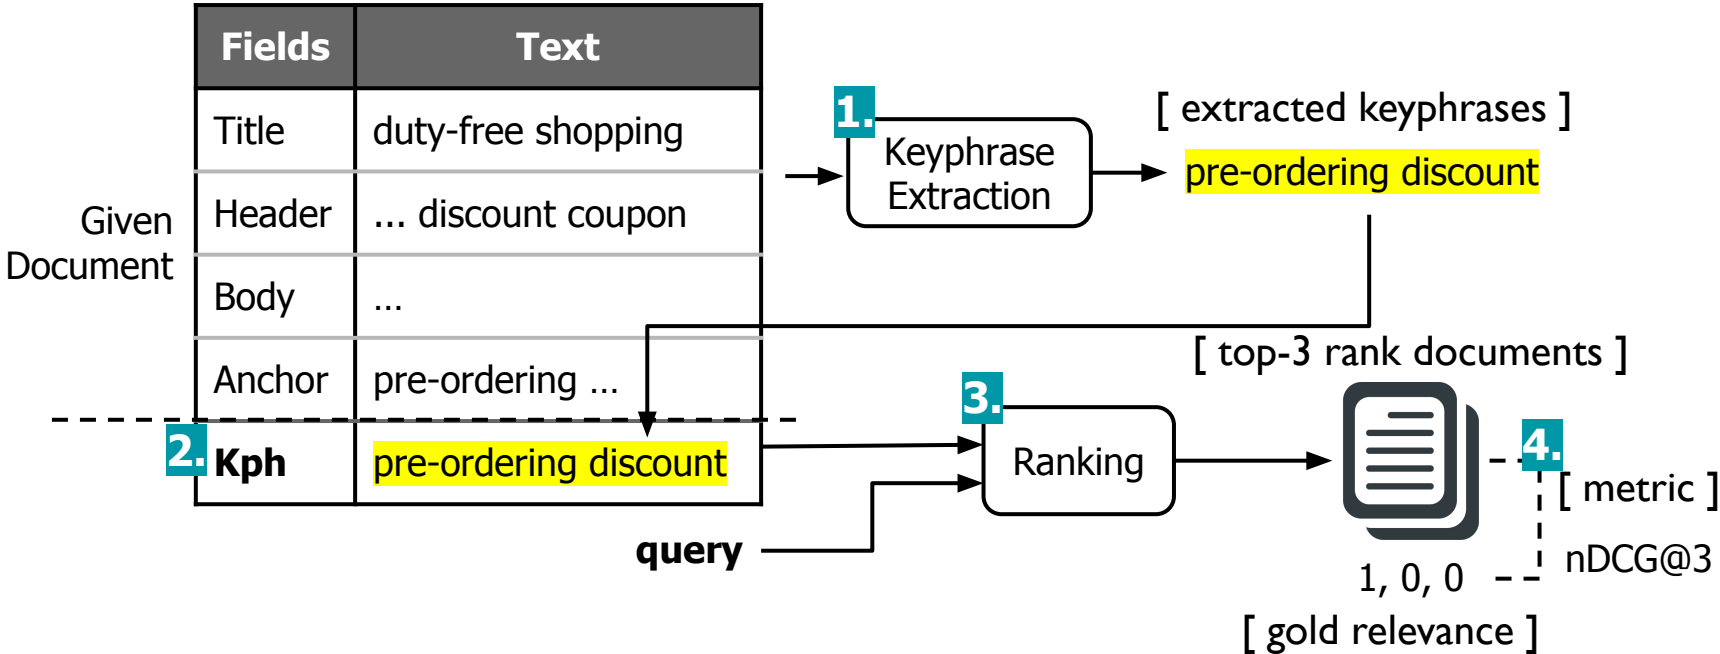 Fields Text
Title duty-free shopping
Header ... discount coupon
Body ...
Anchor pre-ordering ...
2. Kph pre-ordering discount
Given
Document
1.
Keyphrase
Extraction
[ extracted keyphrases ]
pre-ordering discount
query
3.
Ranking
[ top-3 rank documents ]
4.
[ metric ]
nDCG@3
1, 0, 0
[ gold relevance ]